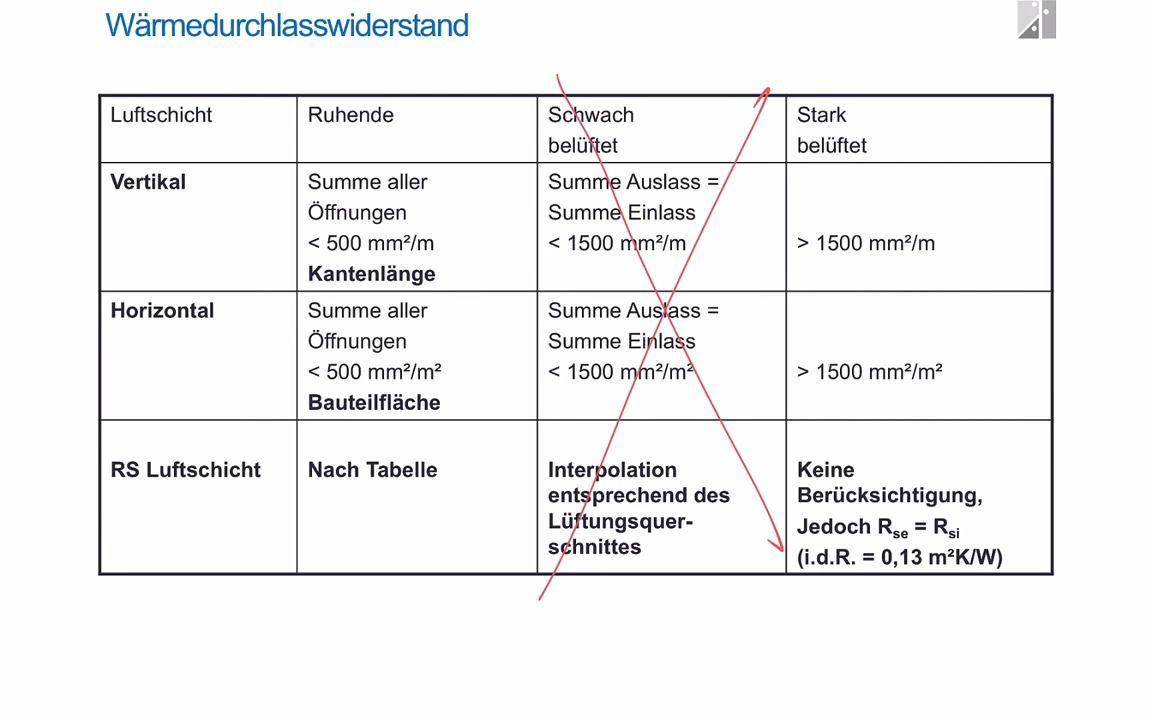 Wärmedurchlasswiderstand
Luftschicht
Ruhende
Schwach
belüftet
Stark
belüftet
Vertikal
Summe aller
Öffnungen
< 500 mm²/m
Kantenlänge
Summe Auslass =
Summe Einlass
< 1500 mm²/m
> 1500 mm²/m
Horizontal
Summe aller
Öffnungen
< 500 mm²/m²
Bauteilfläche
Summe Auslass =
Summe Einlass
< 1500 mm²/m²
> 1500 mm²/m²
RS Luftschicht
Nach Tabelle
Interpolation
entsprechend des
Lüftungsquer-
schnittes
Keine
Berücksichtigung,
Jedoch Rse = Rsi
(i.d.R. = 0,13 m²K/W)